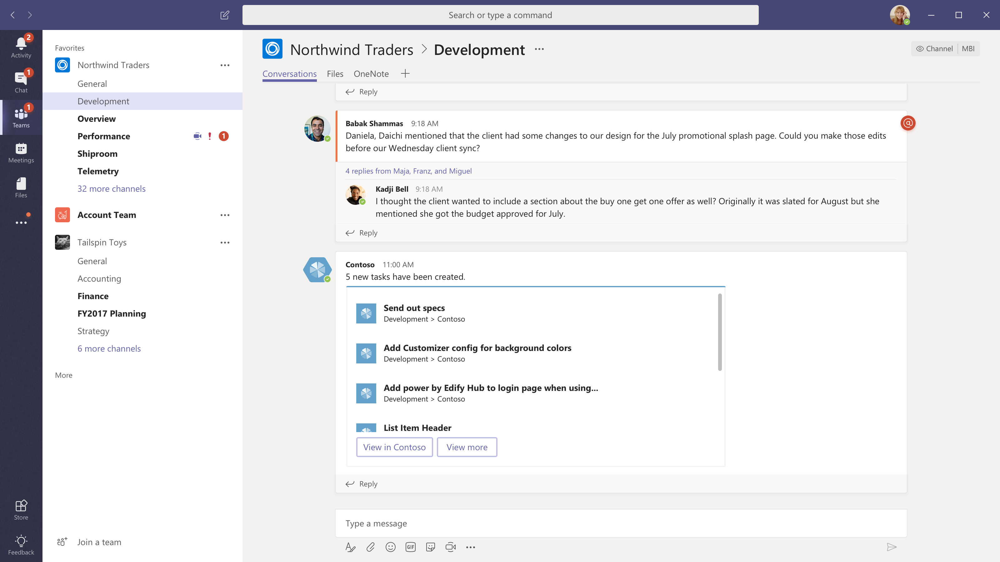 Search or type a command
2
Activity
1
Chat
1
Teams
Meetings
Files
Store
Feedback
Favorites
Northwind Traders
General
Development
Overview
Performance
1
Shiproom
Telemetry
32 more channels
Account Team
Tailspin Toys
General
Accounting
Finance
FY2017 Planning
Strategy
6 more channels
More
Join a team
Northwind Traders > Development
Channel | MBI
Conversations Files OneNote
Reply
Babak Shammas 9:18 AM
Daniela, Daichi mentioned that the client had some changes to our design for the July promotional splash page. Could you make those edits
before our Wednesday client sync?
@
4 replies from Maja, Franz, and Miguel
Kadji Bell 9:18 AM
I thought the client wanted to include a section about the buy one get one offer as well? Originally it was slated for August but she
mentioned she got the budget approved for July.
Reply
Contoso 11:00 AM
5 new tasks have been created.
Send out specs
Development > Contoso
Add Customizer config for background colors
Development > Contoso
Add power by Edify Hub to login page when using...
Development > Contoso
List Item Header
View in Contoso View more
Reply
Type a message
GIF